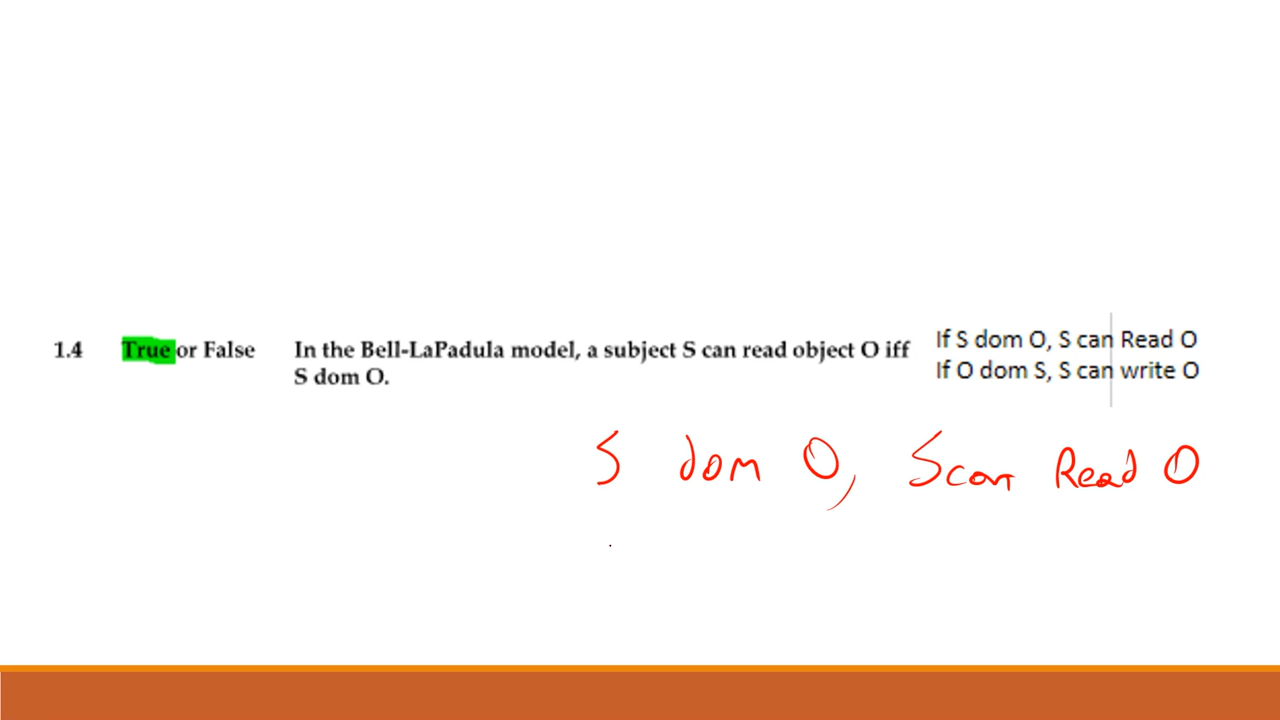 1.4 True or False In the Bell-LaPadula model, a subject S can read object O iff
S dom O.
If S dom O, S can Read O
If O dom S, S can write O
S dom O, S can Read O